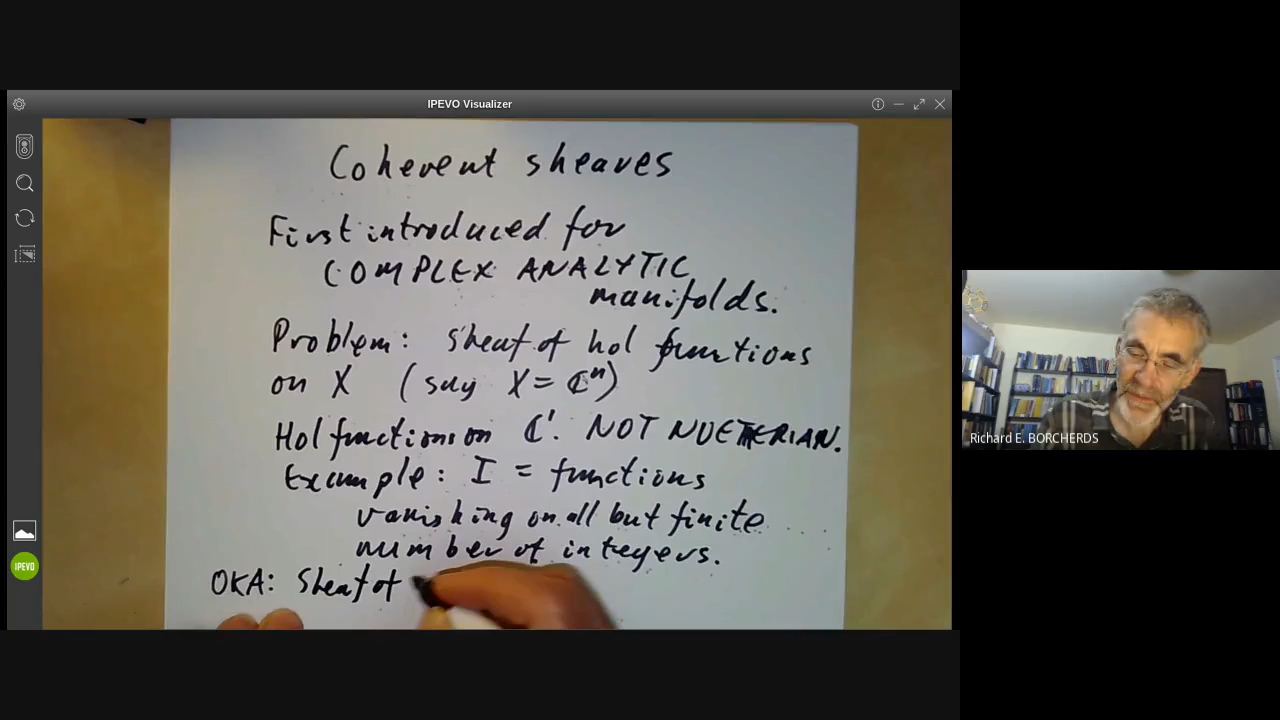 IPEVO Visualizer
Coherent sheaves
First introduced for
COMPLEX ANALYTIC
manifolds.
Problem: sheaf of hol functions
on X (say X = ℂⁿ)
Hol functions on ℂ¹. NOT NOETHERIAN.
Example: I = functions
vanishing on all but finite
number of integers.
OKA: Sheaf of
IPEVO
Richard E. BORCHERDS